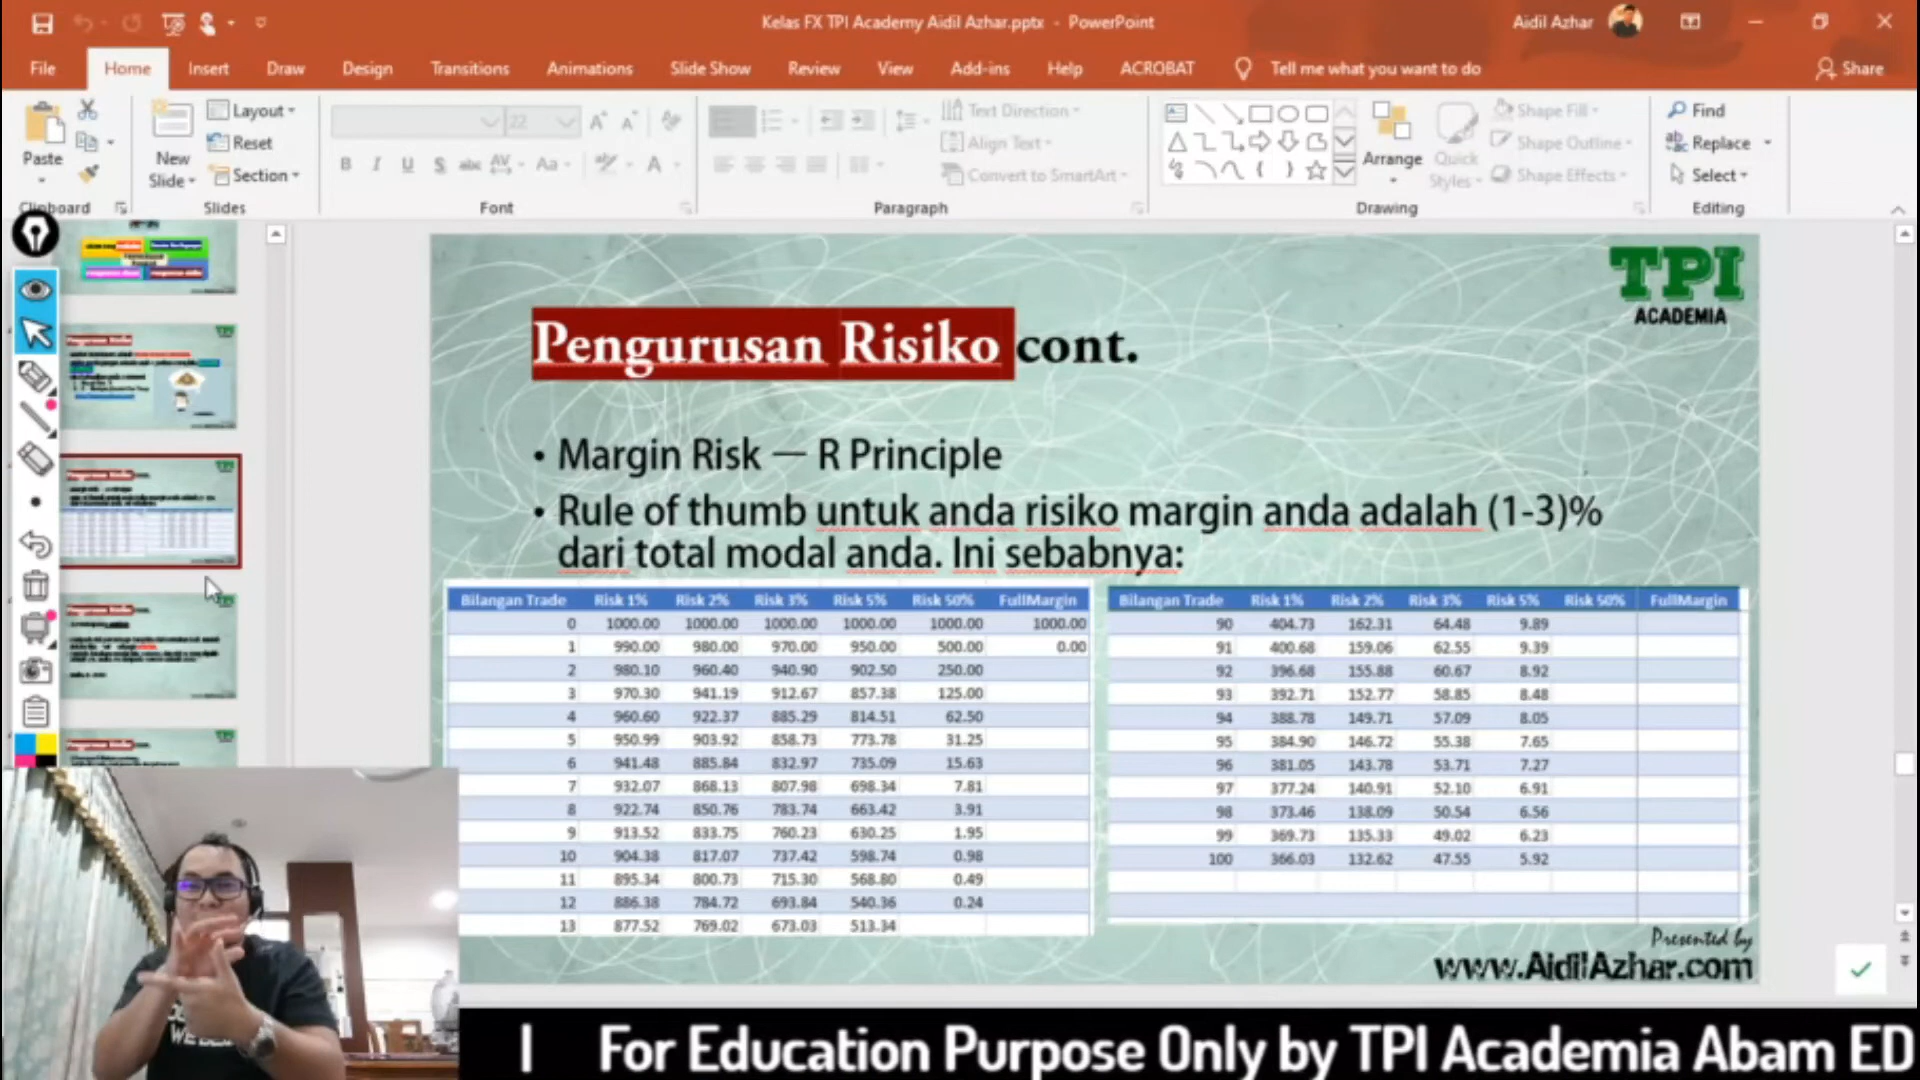 Kelas FX TPI Academy Aidil Azhar.pptx - PowerPoint
Aidil Azhar
File Home Insert Draw Design Transitions Animations Slide Show Review View Add-ins Help ACROBAT Tell me what you want to do Share
Paste
New Slide
Layout
Reset
Section
22
Text Direction
Align Text
Convert to SmartArt
Arrange
Quick Styles
Shape Fill
Shape Outline
Shape Effects
Find
Replace
Select
Clipboard Slides Font Paragraph Drawing Editing
TPI
ACADEMIA
Pengurusan Risiko cont.
• Margin Risk — R Principle
• Rule of thumb untuk anda risiko margin anda adalah (1-3)%
dari total modal anda. Ini sebabnya:
Bilangan Trade Risk 1% Risk 2% Risk 3% Risk 5% Risk 50% FullMargin
0 1000.00 1000.00 1000.00 1000.00 1000.00 1000.00
1 990.00 980.00 970.00 950.00 500.00 0.00
2 980.10 960.40 940.90 902.50 250.00
3 970.30 941.19 912.67 857.38 125.00
4 960.60 922.37 885.29 814.51 62.50
5 950.99 903.92 858.73 773.78 31.25
6 941.48 885.84 832.97 735.09 15.63
7 932.07 868.13 807.98 698.34 7.81
8 922.74 850.76 783.74 663.42 3.91
9 913.52 833.75 760.23 630.25 1.95
10 904.38 817.07 737.42 598.74 0.98
11 895.34 800.73 715.30 568.80 0.49
12 886.38 784.72 693.84 540.36 0.24
13 877.52 769.02 673.03 513.34
Bilangan Trade Risk 1% Risk 2% Risk 3% Risk 5% Risk 50% FullMargin
90 404.73 162.31 64.48 9.89
91 400.68 159.06 62.55 9.39
92 396.68 155.88 60.67 8.92
93 392.71 152.77 58.85 8.48
94 388.78 149.71 57.09 8.05
95 384.90 146.72 55.38 7.65
96 381.05 143.78 53.71 7.27
97 377.24 140.91 52.10 6.91
98 373.46 138.09 50.54 6.56
99 369.73 135.33 49.02 6.23
100 366.03 132.62 47.55 5.92
Presented by
www.AidilAzhar.com
| For Education Purpose Only by TPI Academia Abam ED